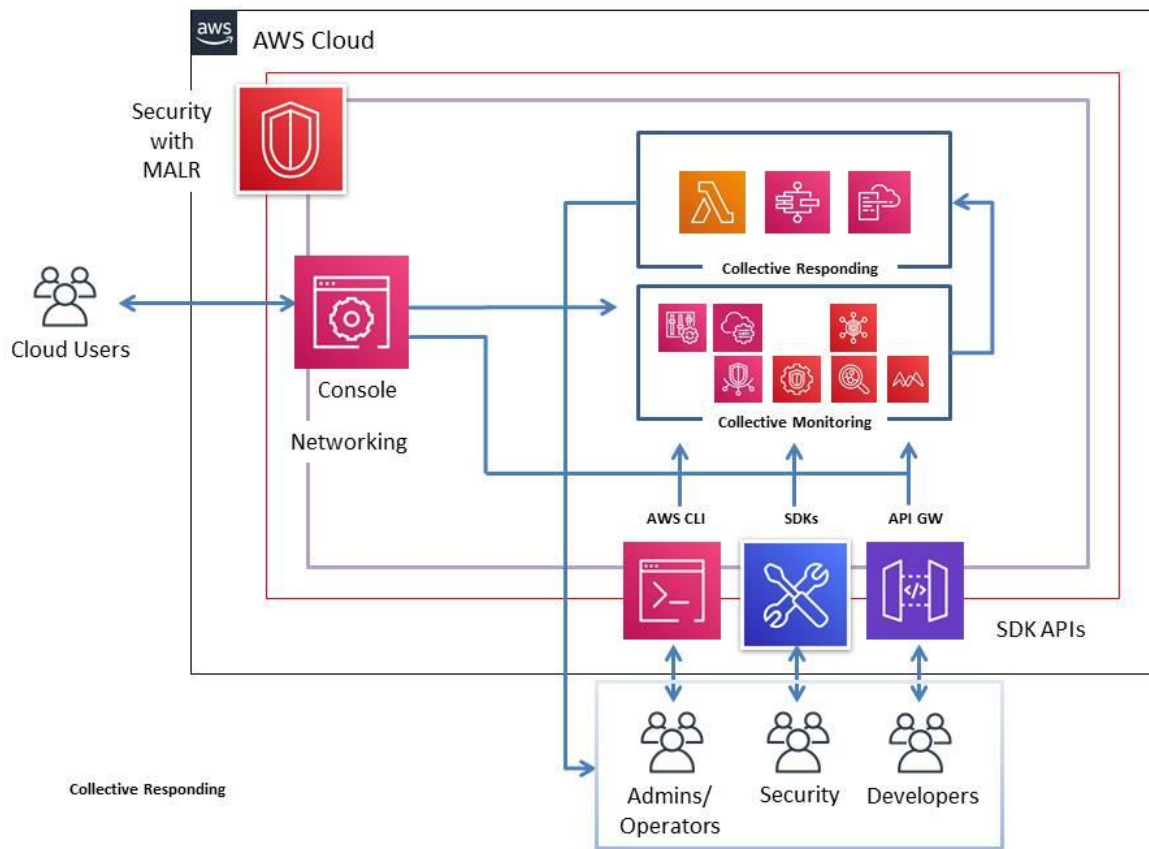 aws
AWS Cloud
Security
with
MALR
Collective Responding
Cloud Users
Console
Collective Monitoring
Networking
AWS CLI
SDKs
API GW
SDK APIs
Collective Responding
Admins/
Operators
Security
Developers